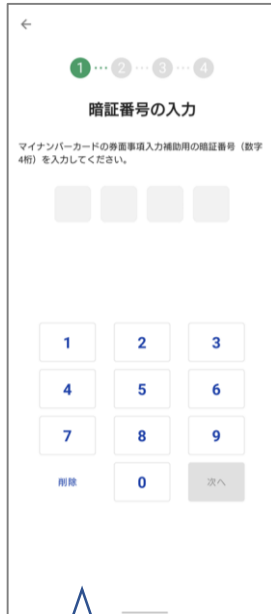 ←
1 ··· 2 ··· 3 ··· 4
暗証番号の入力
マイナンバーカードの券面事項入力補助用の暗証番号（数字
4桁）を入力してください。
1 2 3
4 5 6
7 8 9
削除 0 次へ